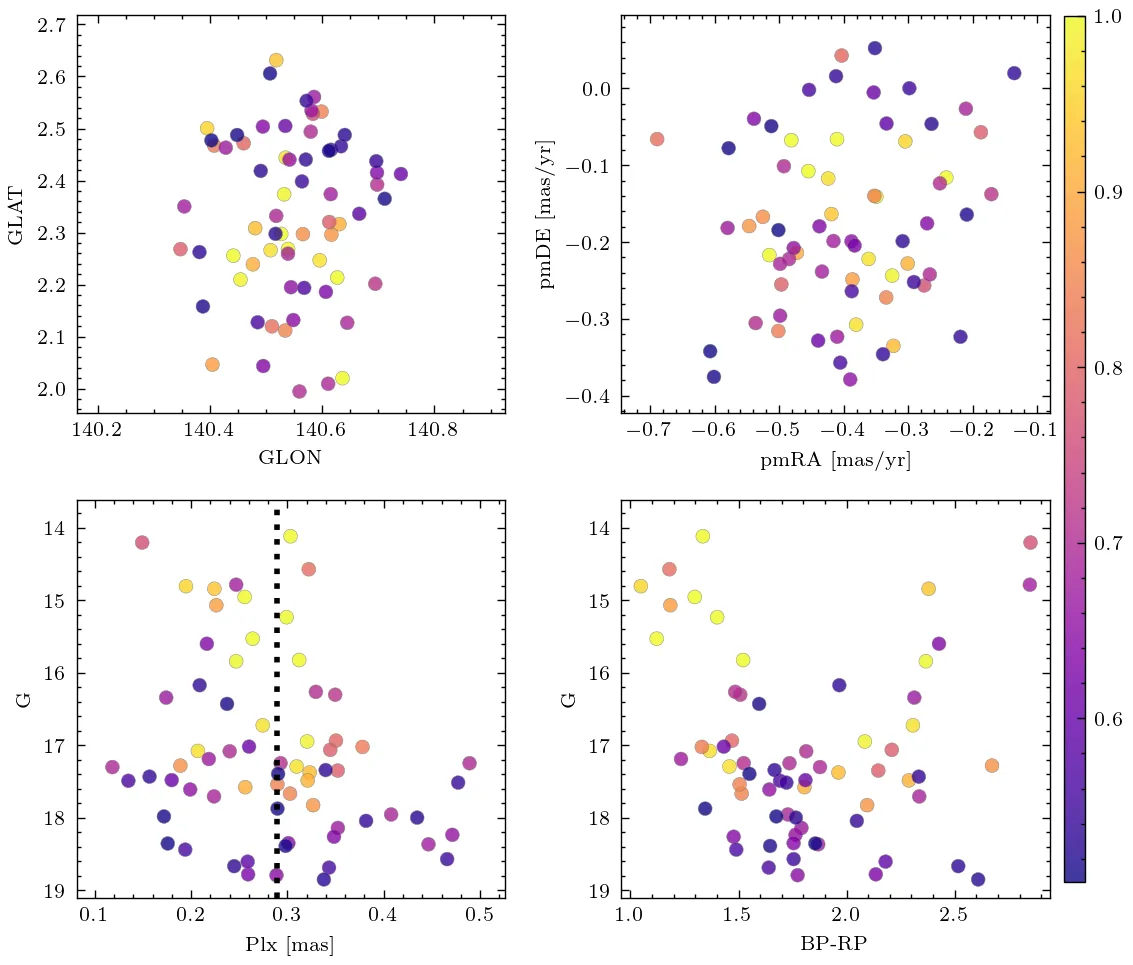 2.7
2.6
2.5
2.4
2.3
2.2
2.1
2.0
GLAT
140.2 140.4 140.6 140.8
GLON
0.0
−0.1
−0.2
−0.3
−0.4
pmDE [mas/yr]
−0.7 −0.6 −0.5 −0.4 −0.3 −0.2 −0.1
pmRA [mas/yr]
1.0
0.9
0.8
0.7
0.6
14
15
16
17
18
19
G
0.1 0.2 0.3 0.4 0.5
Plx [mas]
14
15
16
17
18
19
G
1.0 1.5 2.0 2.5
BP-RP